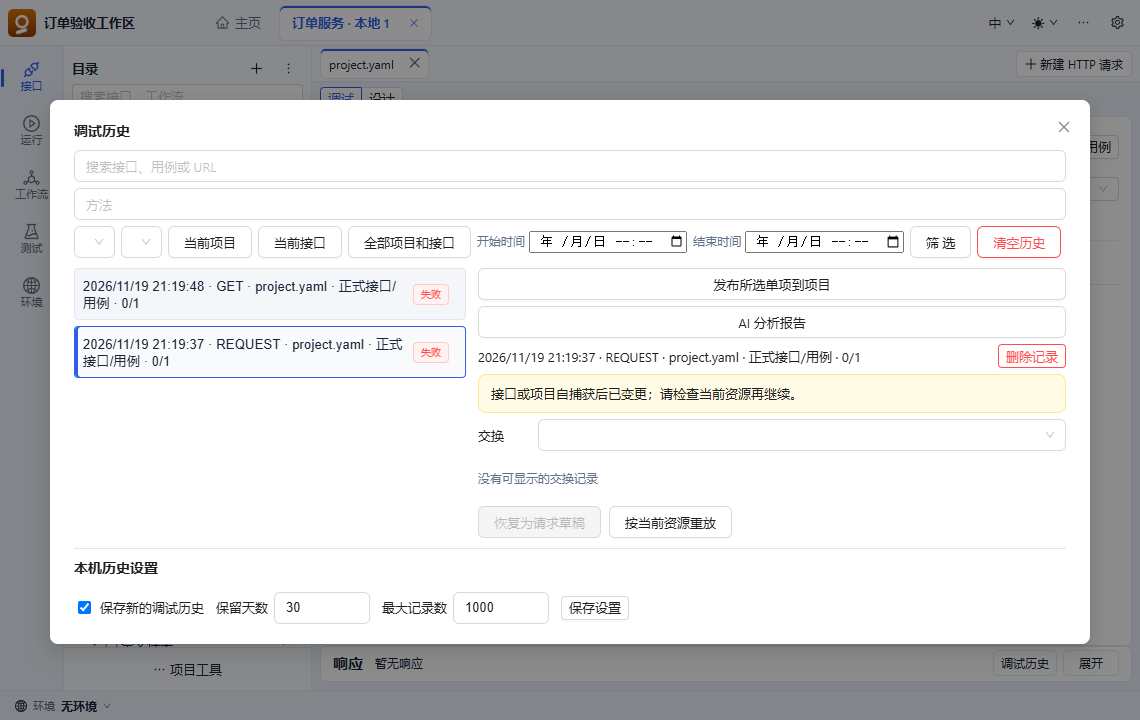 订单验收工作区
主页
订单服务 · 本地 1
中
接口
运行
工作流
测试
环境
目录
搜索接口、工作流
project.yaml
新建 HTTP 请求
调试
设计
用例
调试历史
搜索接口、用例或 URL
方法
当前项目
当前接口
全部项目和接口
开始时间
年 /月/日 --:--
结束时间
年 /月/日 --:--
筛 选
清空历史
2026/11/19 21:19:48 · GET · project.yaml · 正式接口/
用例 · 0/1
失败
2026/11/19 21:19:37 · REQUEST · project.yaml · 正式
接口/用例 · 0/1
失败
发布所选单项到项目
AI 分析报告
2026/11/19 21:19:37 · REQUEST · project.yaml · 正式接口/用例 · 0/1
删除记录
接口或项目自捕获后已变更；请检查当前资源再继续。
交换
没有可显示的交换记录
恢复为请求草稿
按当前资源重放
本机历史设置
保存新的调试历史
保留天数
30
最大记录数
1000
保存设置
··· 项目工具
响应
暂无响应
调试历史
展开
环境 无环境